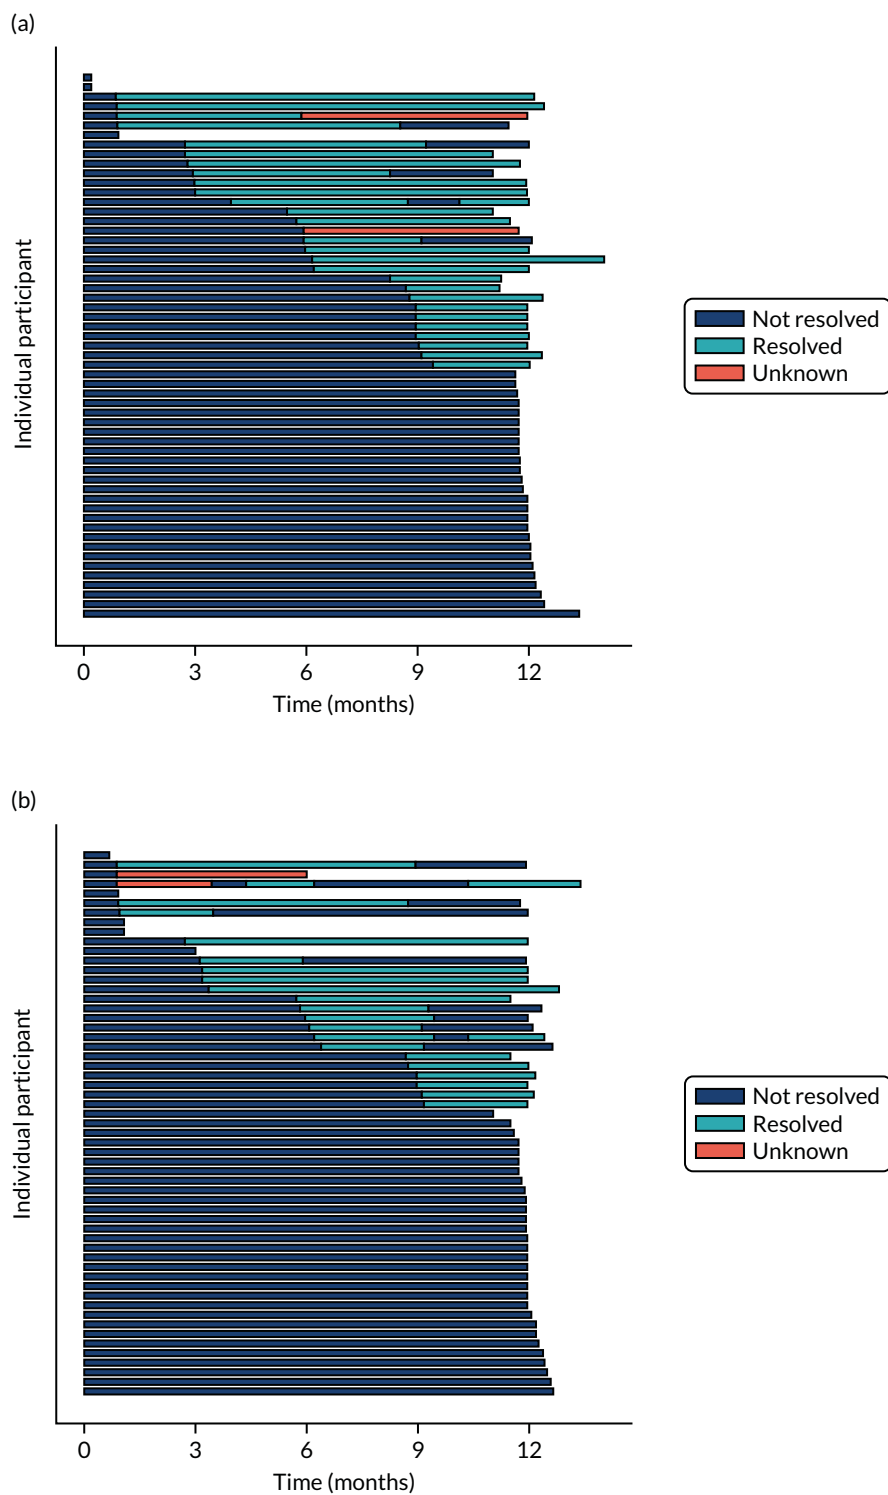 (a)
Individual participant
Not resolved
Resolved
Unknown
0 3 6 9 12
Time (months)
(b)
Individual participant
Not resolved
Resolved
Unknown
0 3 6 9 12
Time (months)